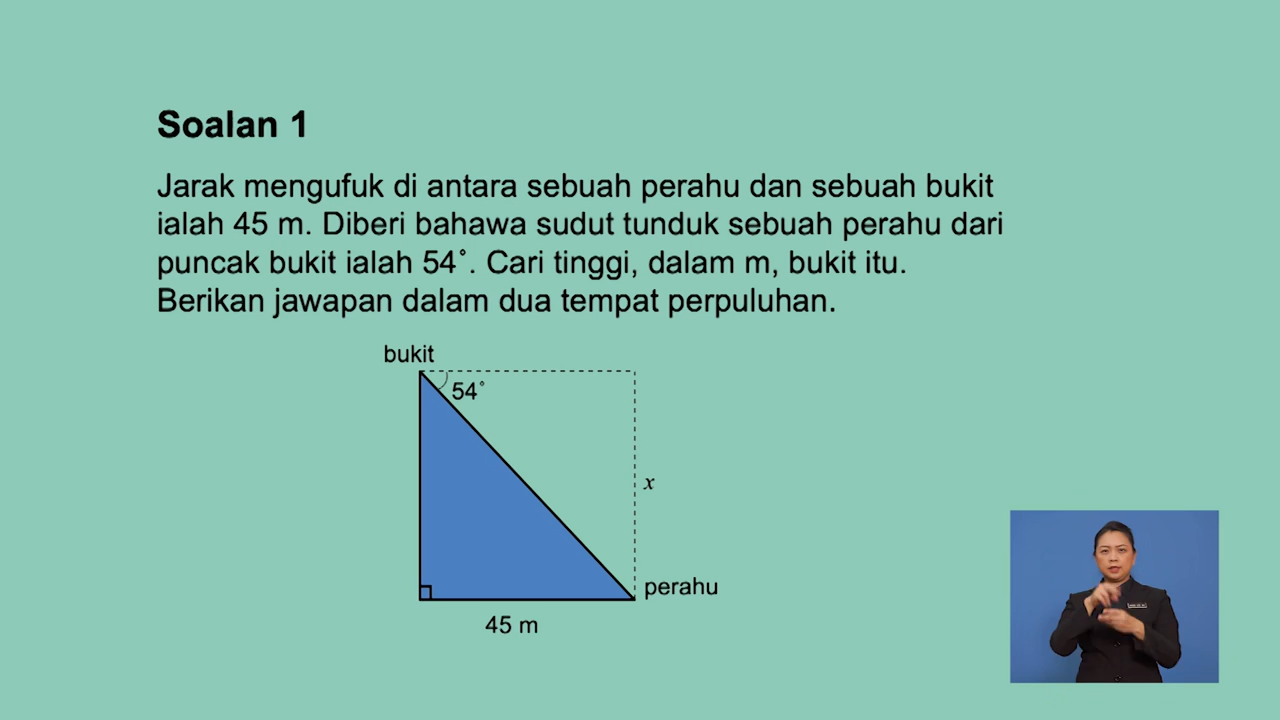 Soalan 1
Jarak mengufuk di antara sebuah perahu dan sebuah bukit
ialah 45 m. Diberi bahawa sudut tunduk sebuah perahu dari
puncak bukit ialah 54˚. Cari tinggi, dalam m, bukit itu.
Berikan jawapan dalam dua tempat perpuluhan.
bukit
54˚
x
perahu
45 m